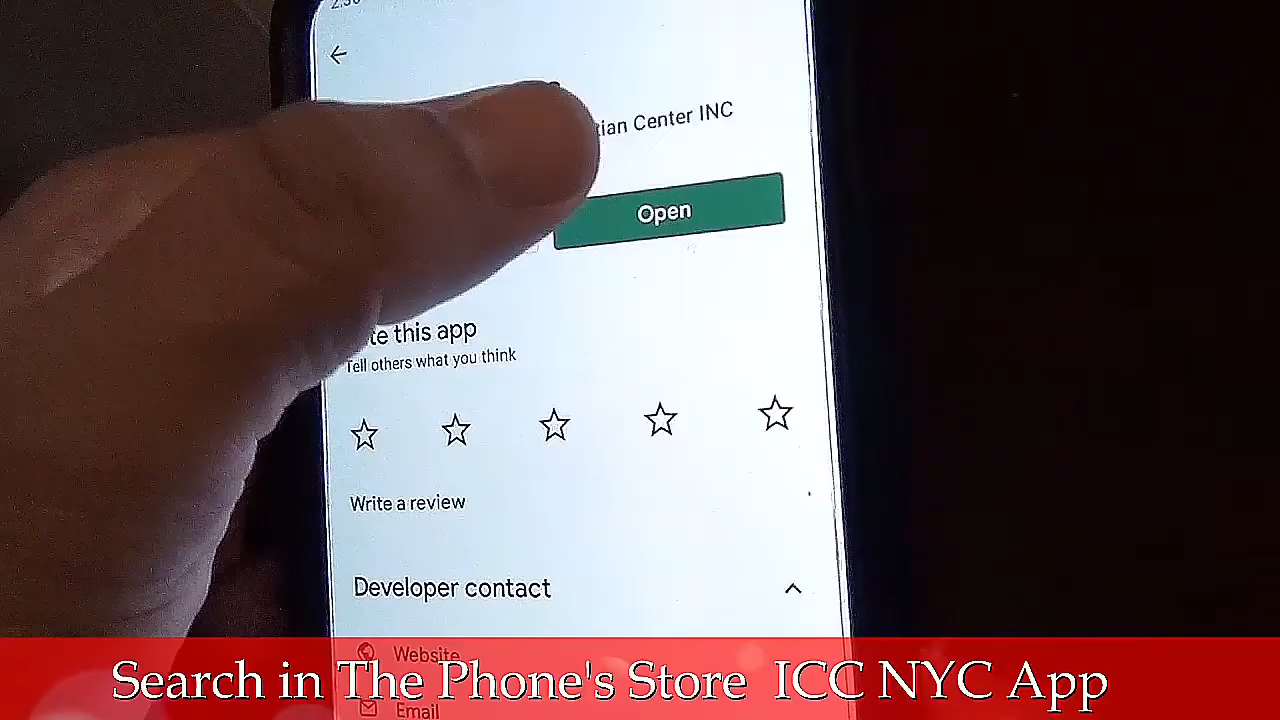 Center INC
Open
this app
Tell others what you think
Write a review
Developer contact
Website
Email
Search in The Phone's Store ICC NYC App